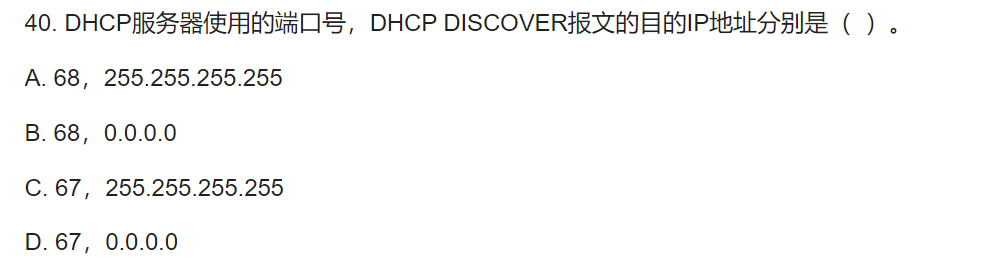 40. DHCP服务器使用的端口号，DHCP DISCOVER报文的目的IP地址分别是（  ）。
A. 68，255.255.255.255
B. 68，0.0.0.0
C. 67，255.255.255.255
D. 67，0.0.0.0